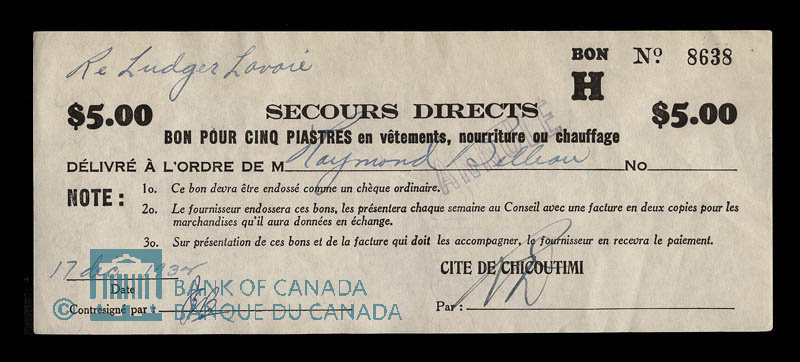 Re Ludger Lavoie
BON No 8638
H
$5.00 SECOURS DIRECTS $5.00
BON POUR CINQ PIASTRES en vêtements, nourriture ou chauffage
DÉLIVRÉ À L'ORDRE DE M Raymond No
ANNULÉ
NOTE : 1o. Ce bon devra être endossé comme un chèque ordinaire.
2o. Le fournisseur endossera ces bons, les présentera chaque semaine au Conseil avec une facture en deux copies pour les
marchandises qu'il aura données en échange.
3o. Sur présentation de ces bons et de la facture qui doit les accompagner, le fournisseur en recevra le paiement.
17 dec
Date
CITE DE CHICOUTIMI
Contresigné par :
Par :
© BANK OF CANADA
BANQUE DU CANADA